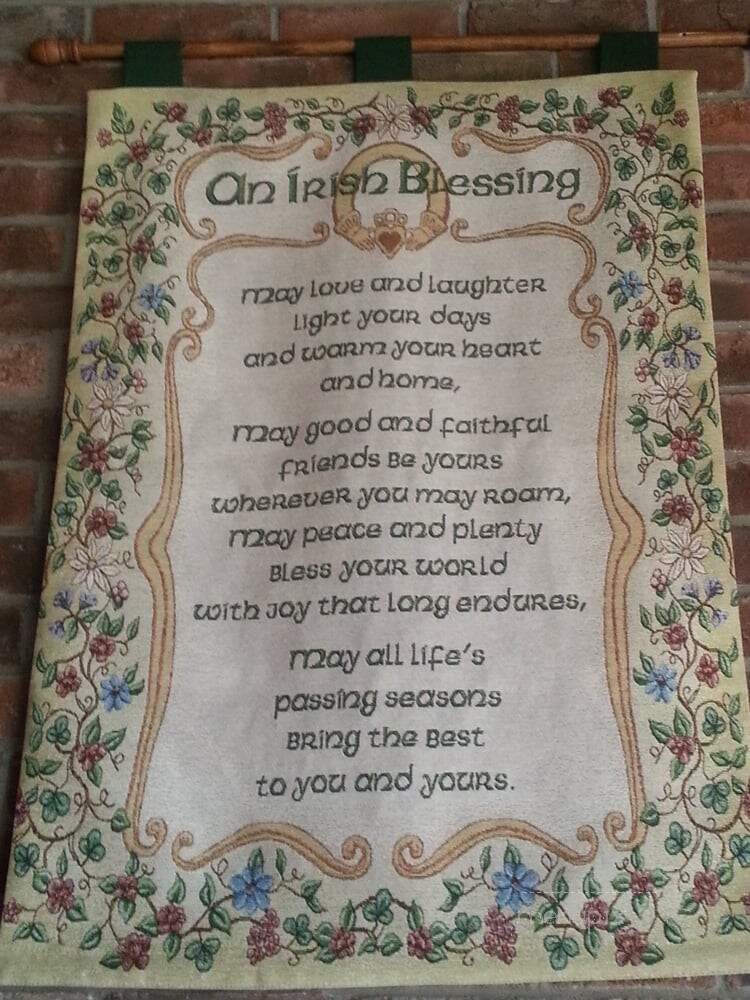 An Irish Blessing
may love and laughter
light your days
and warm your heart
and home,
may good and faithful
friends be yours
wherever you may roam,
may peace and plenty
bless your world
with joy that long endures,
may all life's
passing seasons
bring the best
to you and yours.